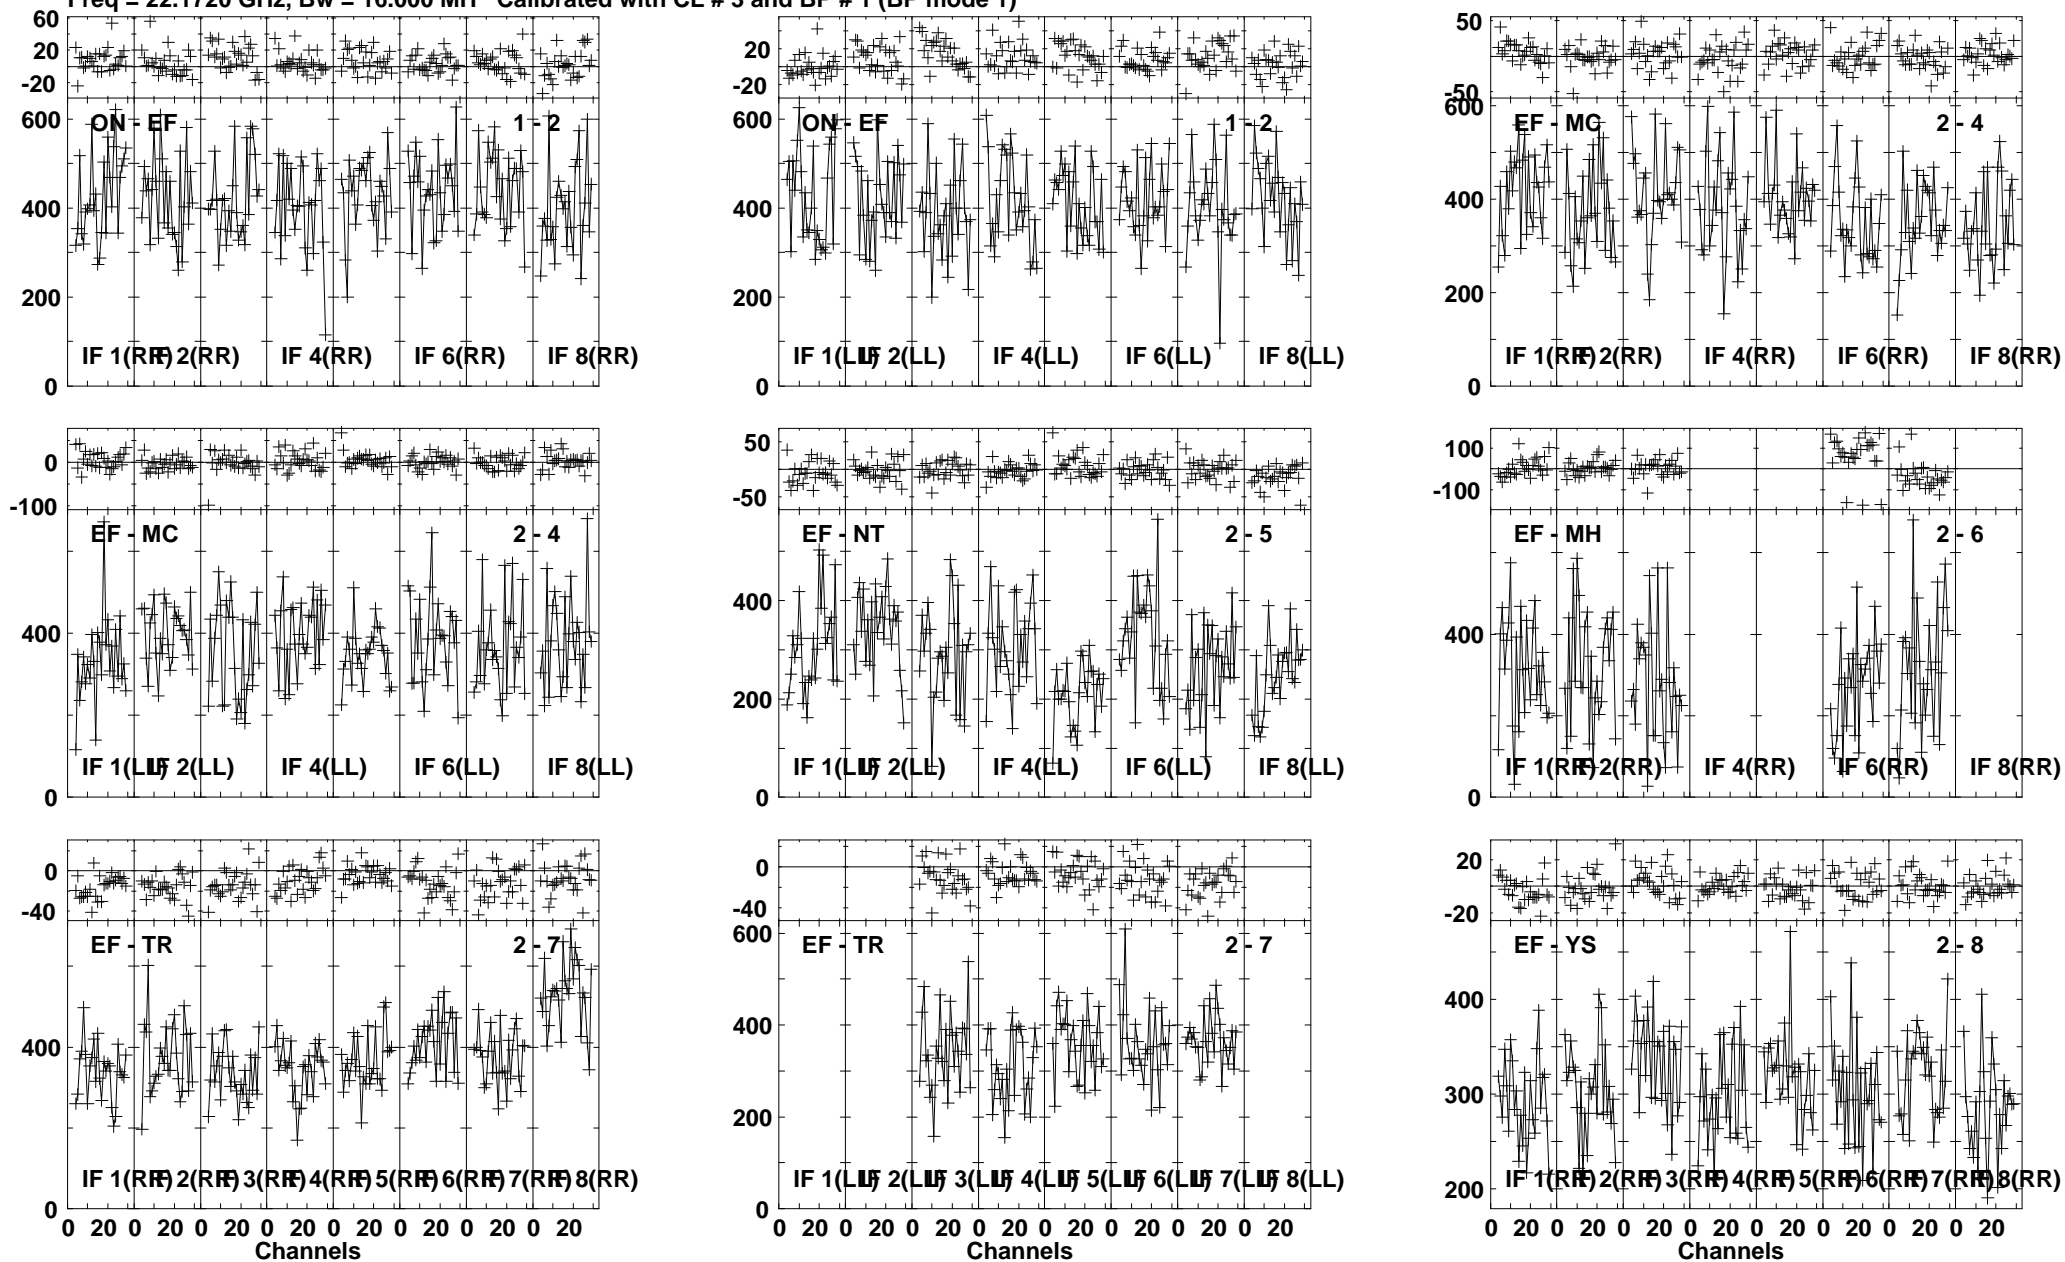 Freq = 22.1720 GHz, Bw = 16.000 MH Calibrated with CL # 3 and BP # 1 (BP mode 1)
60 20 -20
20 0 -20
50 -50
ON - EF 1 - 2
ON - EF 1 - 2
EF - MC 2 - 4
600 400 200 0
600 400 200 0
600 400 200 0
IF 1(RR) IF 2(RR) IF 4(RR) IF 6(RR) IF 8(RR)
IF 1(LL) IF 2(LL) IF 4(LL) IF 6(LL) IF 8(LL)
IF 1(RR) IF 2(RR) IF 4(RR) IF 6(RR) IF 8(RR)
0 -100
50 -50
100 -100
EF - MC 2 - 4
EF - NT 2 - 5
EF - MH 2 - 6
400 0
400 200 0
400 0
IF 1(LL) IF 2(LL) IF 4(LL) IF 6(LL) IF 8(LL)
IF 1(LL) IF 2(LL) IF 4(LL) IF 6(LL) IF 8(LL)
IF 1(RR) IF 2(RR) IF 4(RR) IF 6(RR) IF 8(RR)
0 -40
0 -40
20 -20
EF - TR 2 - 7
EF - TR 2 - 7
EF - YS 2 - 8
400 0
600 400 200 0
400 300 200
IF 1(RR) IF 2(RR) IF 3(RR) IF 4(RR) IF 5(RR) IF 6(RR) IF 7(RR) IF 8(RR)
IF 1(LL) IF 2(LL) IF 3(LL) IF 4(LL) IF 5(LL) IF 6(LL) IF 7(LL) IF 8(LL)
IF 1(RR) IF 2(RR) IF 3(RR) IF 4(RR) IF 5(RR) IF 6(RR) IF 7(RR) IF 8(RR)
0 20 0 20 0 20 0 20 0 20 0 20 0 20 0 20
0 20 0 20 0 20 0 20 0 20 0 20 0 20 0 20
0 20 0 20 0 20 0 20 0 20 0 20 0 20 0 20
Channels
Channels